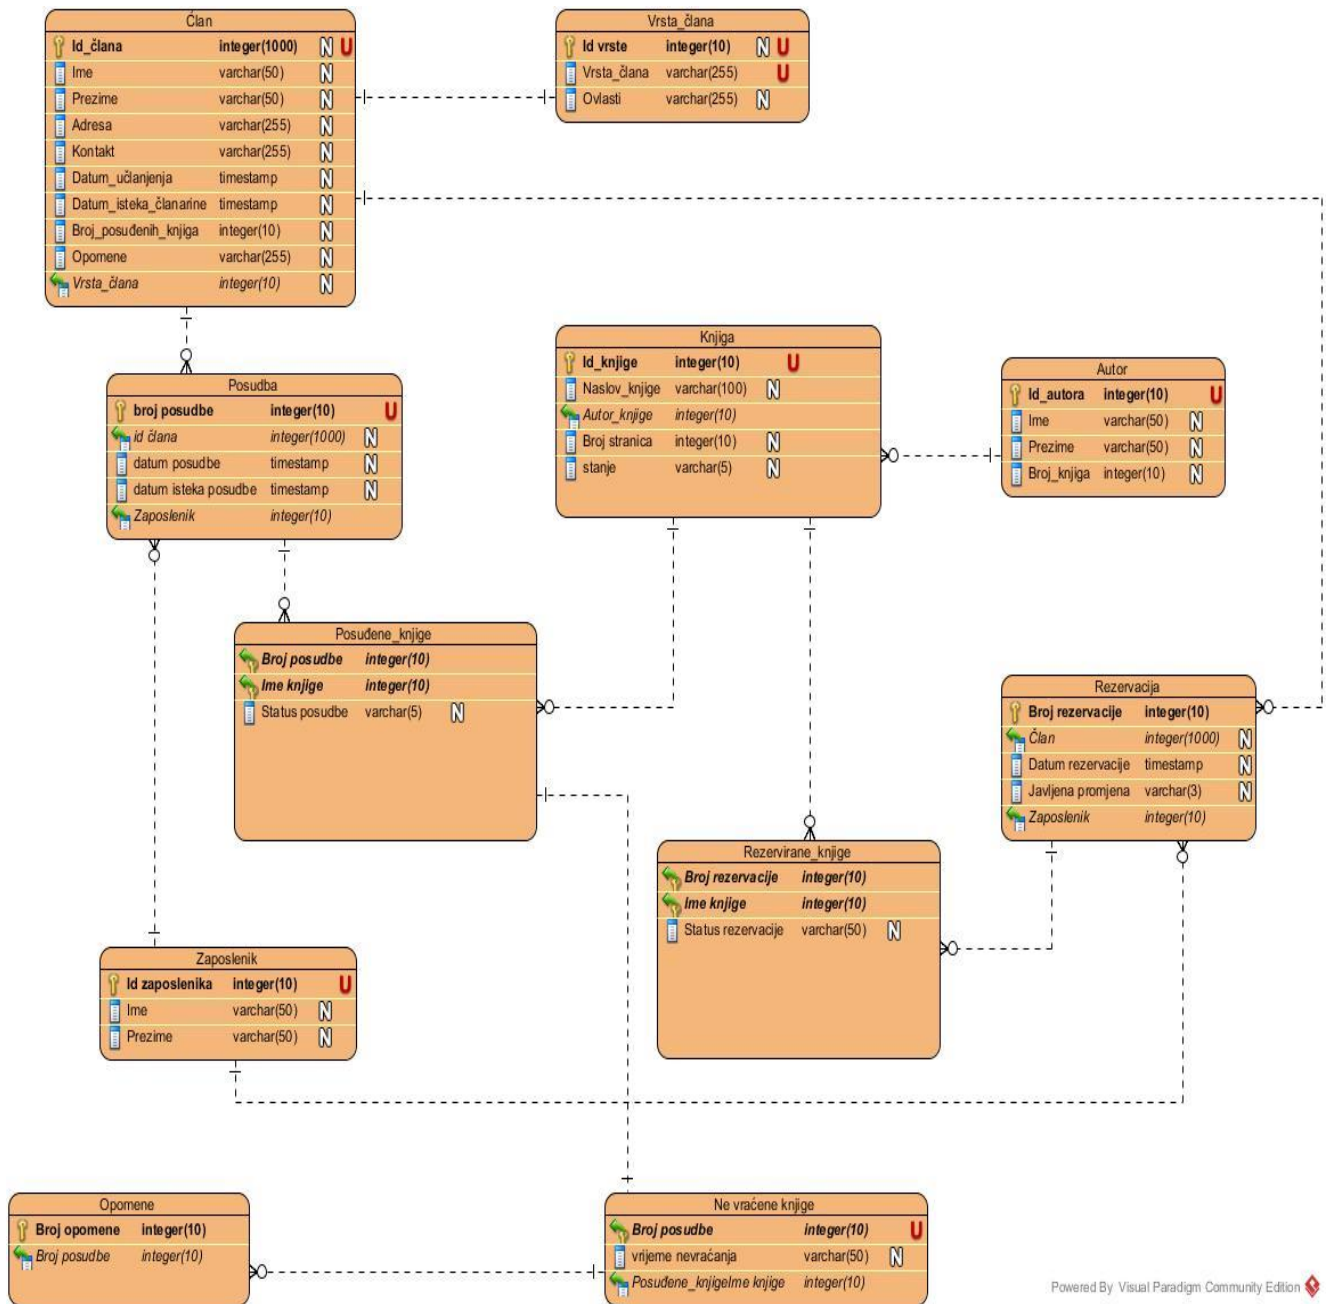 Član
Id_člana integer(1000) N U
Ime varchar(50) N
Prezime varchar(50) N
Adresa varchar(255) N
Kontakt varchar(255) N
Datum_učlanjenja timestamp N
Datum_isteka_članarine timestamp N
Broj_posuđenih_knjiga integer(10) N
Opomene varchar(255) N
Vrsta_člana integer(10) N
Vrsta_člana
Id vrste integer(10) N U
Vrsta_člana varchar(255) U
Ovlasti varchar(255) N
Posudba
broj posudbe integer(10) U
id člana integer(1000) N
datum posudbe timestamp N
datum isteka posudbe timestamp N
Zaposlenik integer(10)
Knjiga
Id_knjige integer(10) U
Naslov_knjige varchar(100) N
Autor_knjige integer(10)
Broj stranica integer(10) N
stanje varchar(5) N
Autor
Id_autora integer(10) U
Ime varchar(50) N
Prezime varchar(50) N
Broj_knjiga integer(10) N
Posuđene_knjige
Broj posudbe integer(10)
Ime knjige integer(10)
Status posudbe varchar(5) N
Rezervacija
Broj rezervacije integer(10)
Član integer(1000) N
Datum rezervacije timestamp N
Javljena promjena varchar(3) N
Zaposlenik integer(10)
Rezervirane_knjige
Broj rezervacije integer(10)
Ime knjige integer(10)
Status rezervacije varchar(50) N
Zaposlenik
Id zaposlenika integer(10) U
Ime varchar(50) N
Prezime varchar(50) N
Opomene
Broj opomene integer(10)
Broj posudbe integer(10)
Ne vraćene knjige
Broj posudbe integer(10) U
vrijeme nevraćanja varchar(50) N
Posuđene_knjigeIme knjige integer(10)
Powered By Visual Paradigm Community Edition